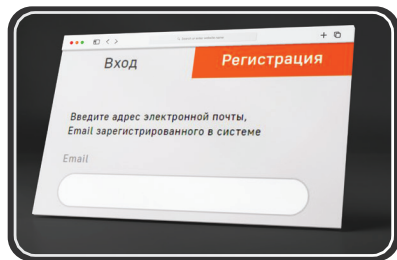 Вход
Регистрация
Введите адрес электронной почты,
Email зарегистрированного в системе
Email